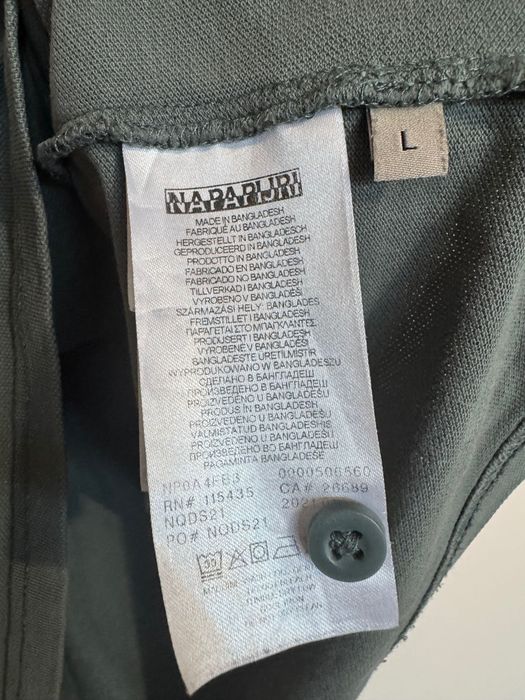 L
NAPAPIJRI
MADE IN BANGLADESH
FABRIQUÉ AU BANGLADESH
HERGESTELLT IN BANGLADESCH
GEPRODUCEERD IN BANGLADESH
PRODOTTO IN BANGLADESH
FABRICADO EN BANGLADESH
FABRICADO NO BANGLADESH
TILLVERKAD I BANGLADESH
VYROBENO V BANGLADÉŠI
SZÁRMAZÁSI HELY: BANGLADES
FREMSTILLET I BANGLADESH
ΠΑΡΑΓΕΤΑΙ ΣΤΟ ΜΠΑΓΚΛΑΝΤΕΣ
PRODUSERT I BANGLADESH
VYROBENÉ V BANGLADÉŠI
BANGLADESTE URETILMISTIR
WYPRODUKOWANO W BANGLADESZU
СДЕЛАНО В БАНГЛАДЕШ
ПРОИЗВЕДЕНО В БАНГЛАДЕШ
PROIZVEDENO U BANGLADEŠU
PRODUS ÎN BANGLADESH
PROIZVEDENO V BANGLADEŠU
VALMISTATUD BANGLADESHIS
PROIZVEDENO U BANGLADEŠU
ПРОИЗВЕДЕНО ВО БАНГЛАДЕШ
PAGAMINTA BANGLADEŠE
NP0A4FB3 0000506560
RN# 115435 CA# 26689
NQDS21
PO# NQDS21